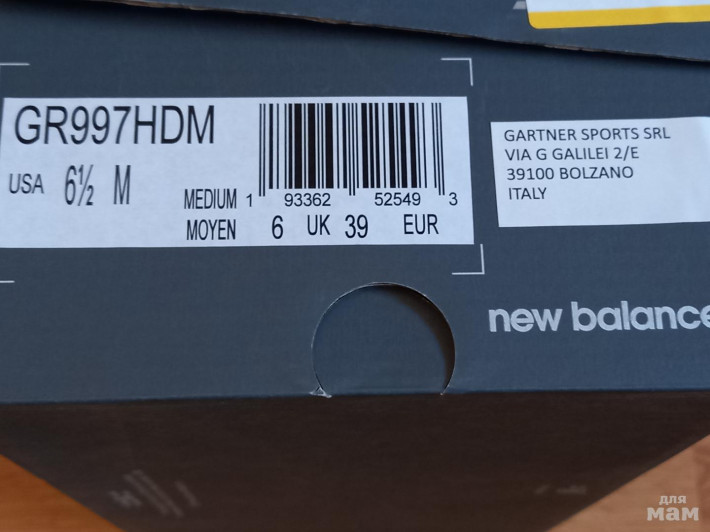 GR997HDM
USA 6½ M
MEDIUM 1 93362 52549 3
MOYEN 6 UK 39 EUR
GARTNER SPORTS SRL
VIA G GALILEI 2/E
39100 BOLZANO
ITALY
new balance
для
мам